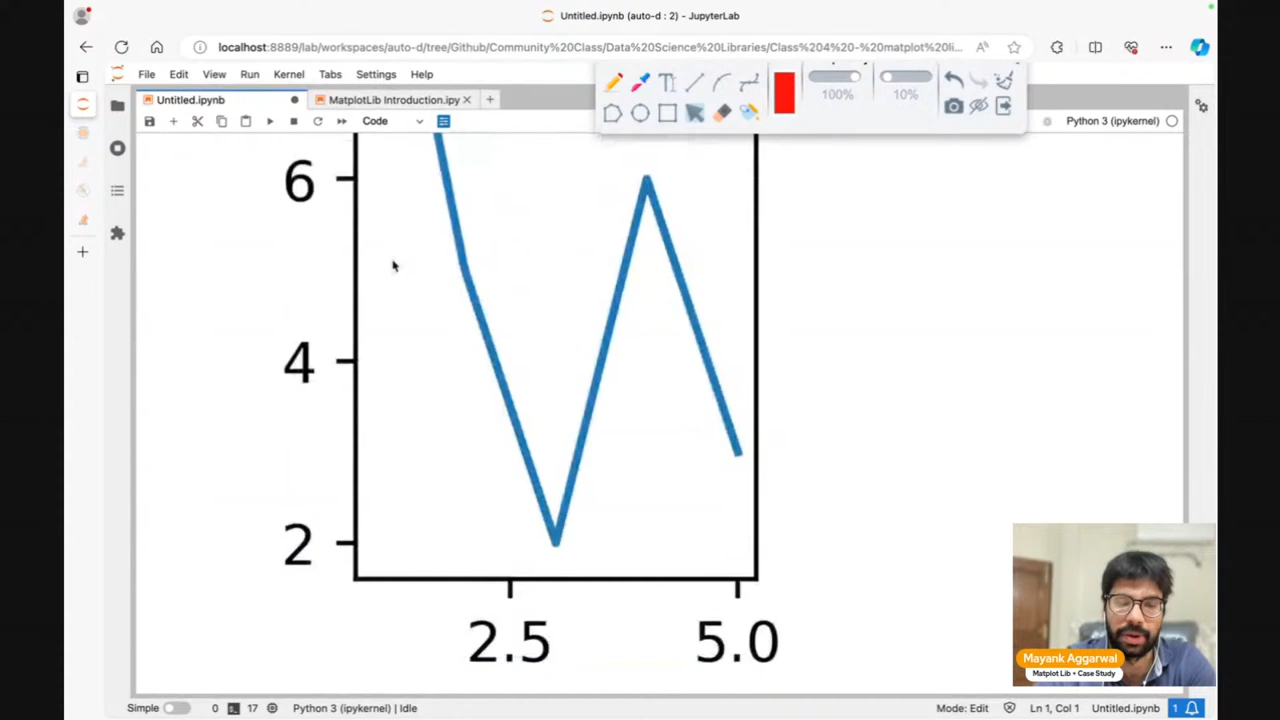 Untitled.ipynb (auto-d : 2) - JupyterLab
localhost:8889/lab/workspaces/auto-d/tree/Github/Community%20Class/Data%20Science%20Libraries/Class%204%20-%20matplot%20li...
File Edit View Run Kernel Tabs Settings Help
Untitled.ipynb
MatplotLib Introduction.ipy
100%
10%
Code
Python 3 (ipykernel)
6
4
2
2.5 5.0
Mayank Aggarwal
Matplot Lib + Case Study
Simple 0 17 Python 3 (ipykernel) | Idle Mode: Edit Ln 1, Col 1 Untitled.ipynb 1